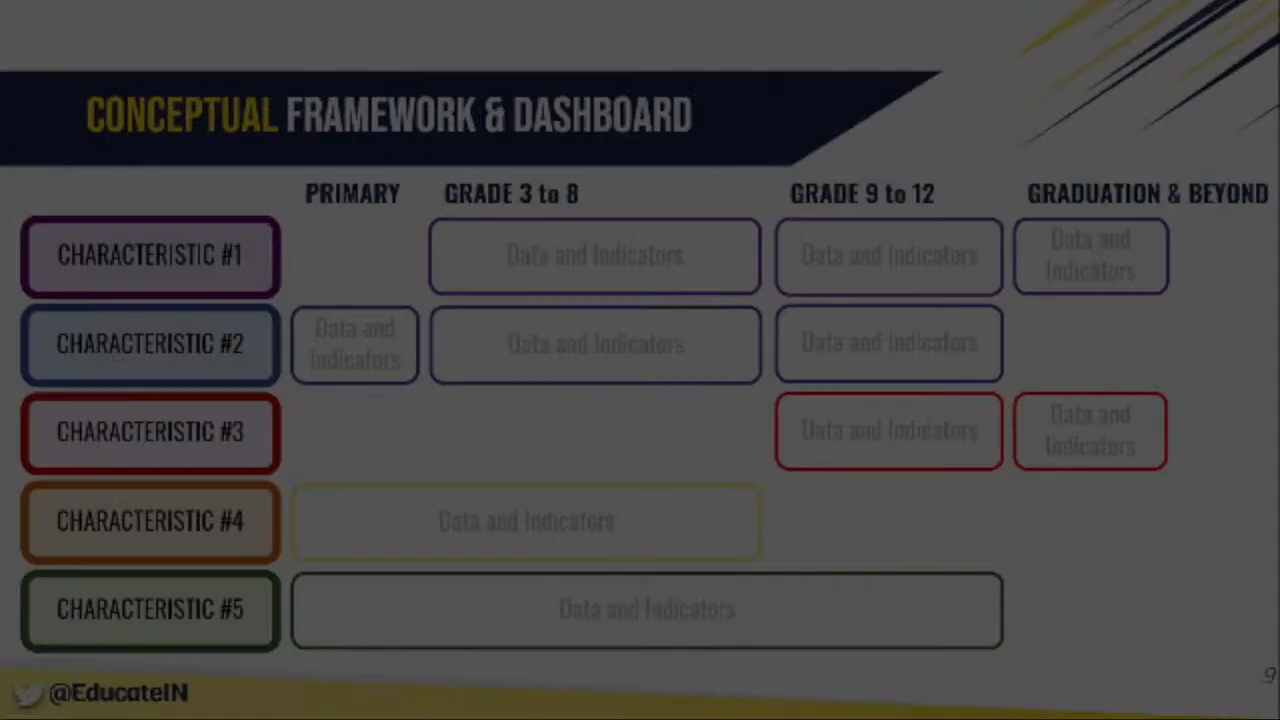 CONCEPTUAL FRAMEWORK & DASHBOARD
PRIMARY GRADE 3 to 8 GRADE 9 to 12 GRADUATION & BEYOND
CHARACTERISTIC #1
Data and Indicators
Data and Indicators
Data and
Indicators
CHARACTERISTIC #2
Data and
Indicators
Data and Indicators
Data and Indicators
CHARACTERISTIC #3
Data and Indicators
Data and
Indicators
CHARACTERISTIC #4
Data and Indicators
CHARACTERISTIC #5
Data and Indicators
@EducateIN
9